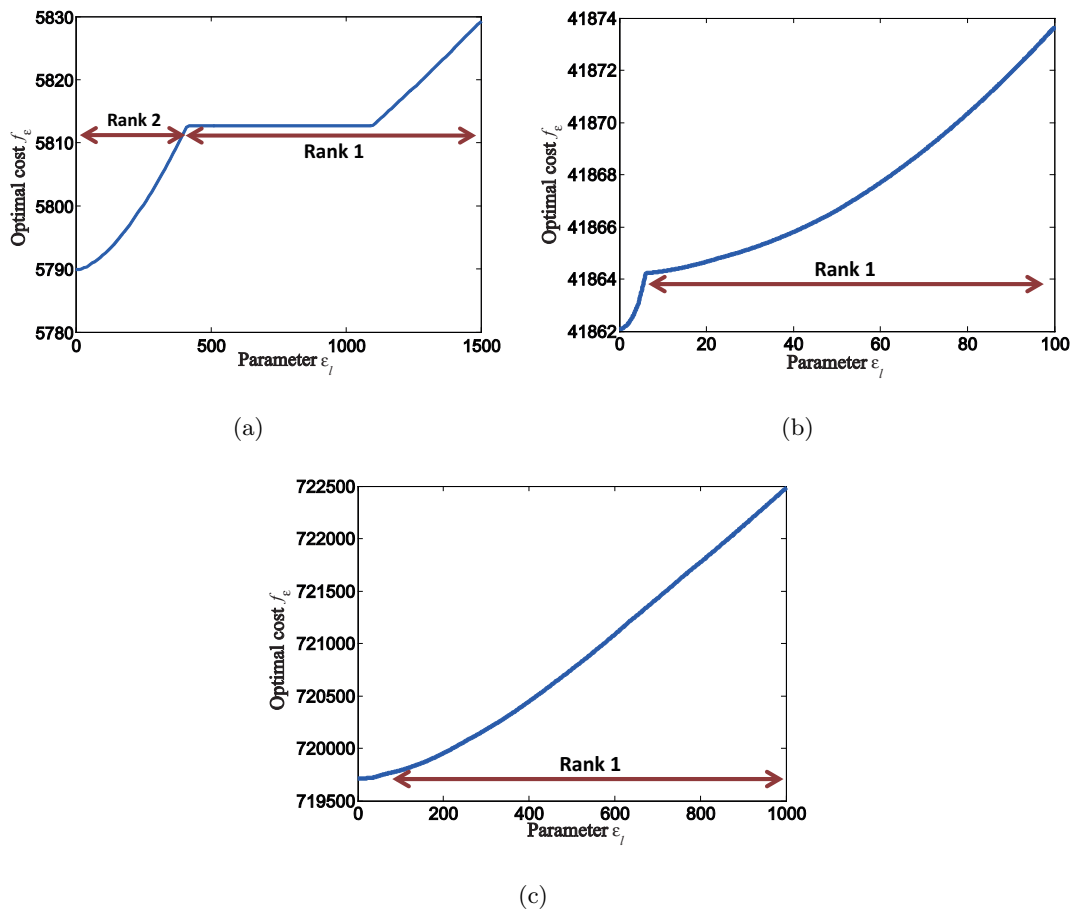 5830
5820
5810
5800
5790
5780
Optimal cost f_ε
Rank 2
Rank 1
0
500
1000
1500
Parameter ε_l
(a)
41874
41872
41870
41868
41866
41864
41862
Optimal cost f_ε
Rank 1
0
20
40
60
80
100
Parameter ε_l
(b)
722500
722000
721500
721000
720500
720000
719500
Optimal cost f_ε
Rank 1
0
200
400
600
800
1000
Parameter ε_l
(c)